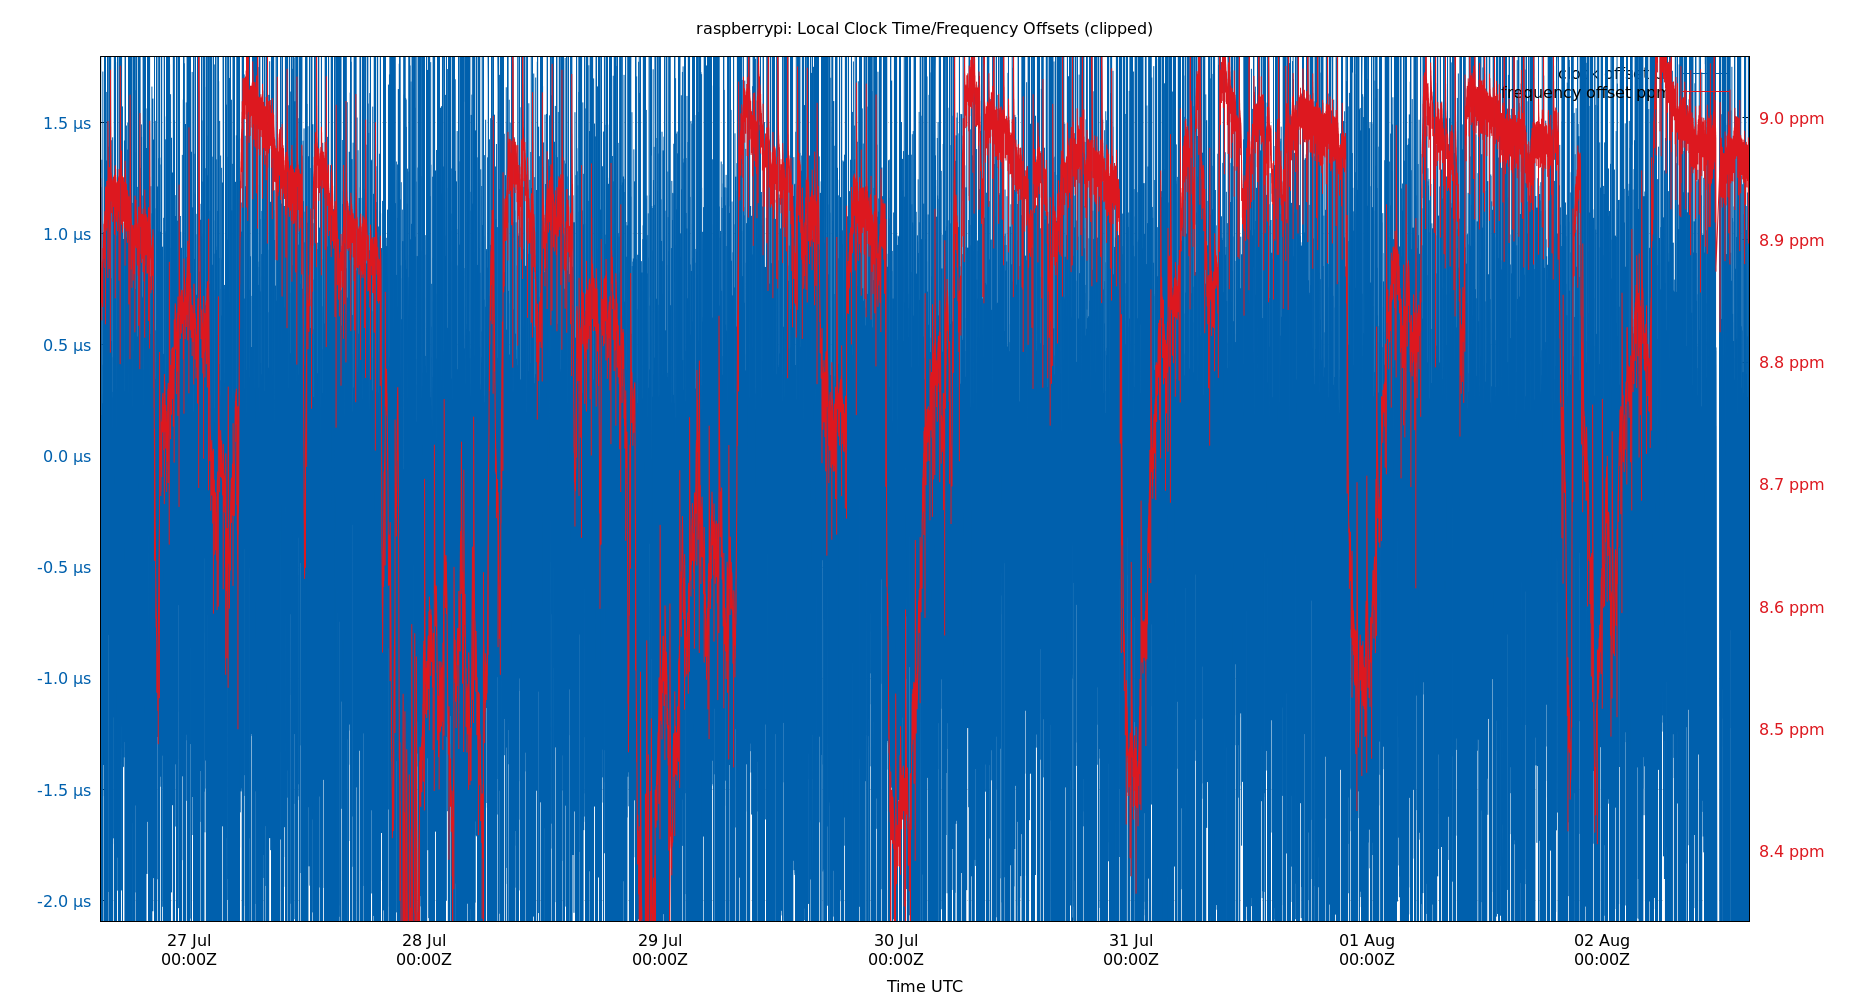 raspberrypi: Local Clock Time/Frequency Offsets (clipped)
clock offset
frequency offset ppm
1.5 µs
1.0 µs
0.5 µs
0.0 µs
-0.5 µs
-1.0 µs
-1.5 µs
-2.0 µs
9.0 ppm
8.9 ppm
8.8 ppm
8.7 ppm
8.6 ppm
8.5 ppm
8.4 ppm
27 Jul 28 Jul 29 Jul 30 Jul 31 Jul 01 Aug 02 Aug
00:00Z 00:00Z 00:00Z 00:00Z 00:00Z 00:00Z 00:00Z
Time UTC